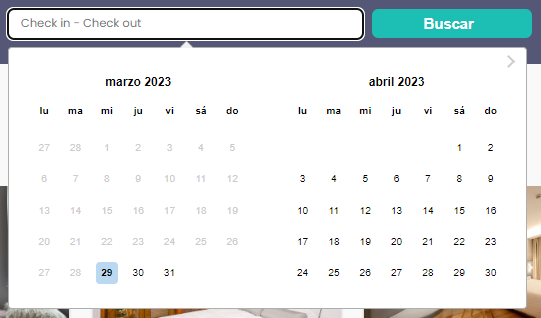 Check in - Check out
Buscar
marzo 2023
lu ma mi ju vi sá do
27 28 1 2 3 4 5
6 7 8 9 10 11 12
13 14 15 16 17 18 19
20 21 22 23 24 25 26
27 28 29 30 31
abril 2023
lu ma mi ju vi sá do
1 2
3 4 5 6 7 8 9
10 11 12 13 14 15 16
17 18 19 20 21 22 23
24 25 26 27 28 29 30